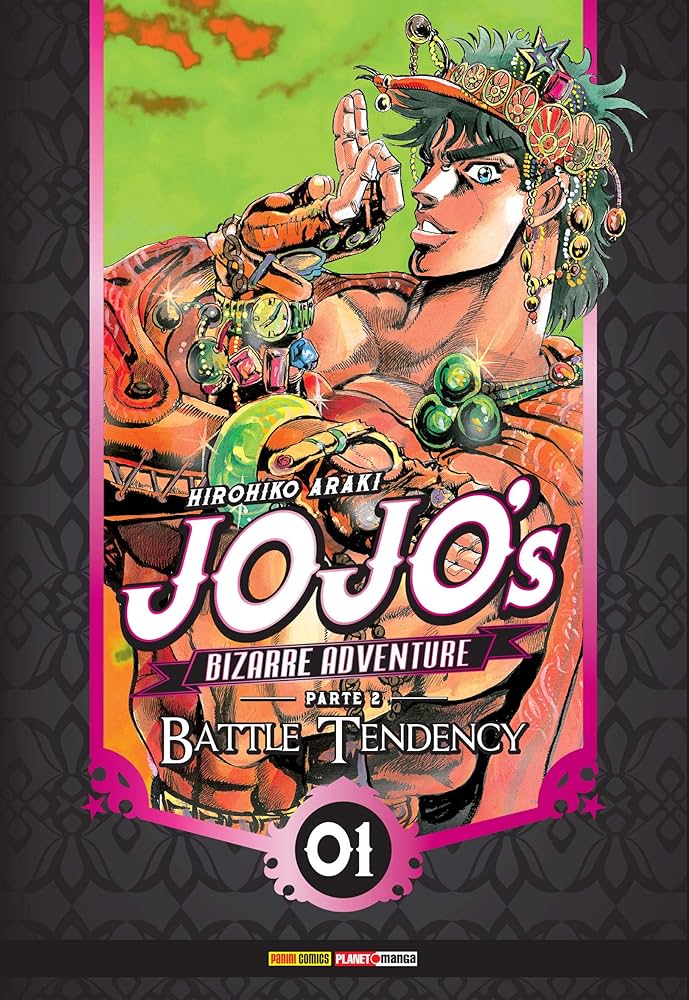 HIROHIKO ARAKI
JOJO's
BIZARRE ADVENTURE
PARTE 2
BATTLE TENDENCY
01
PANINI COMICS PLANET manga